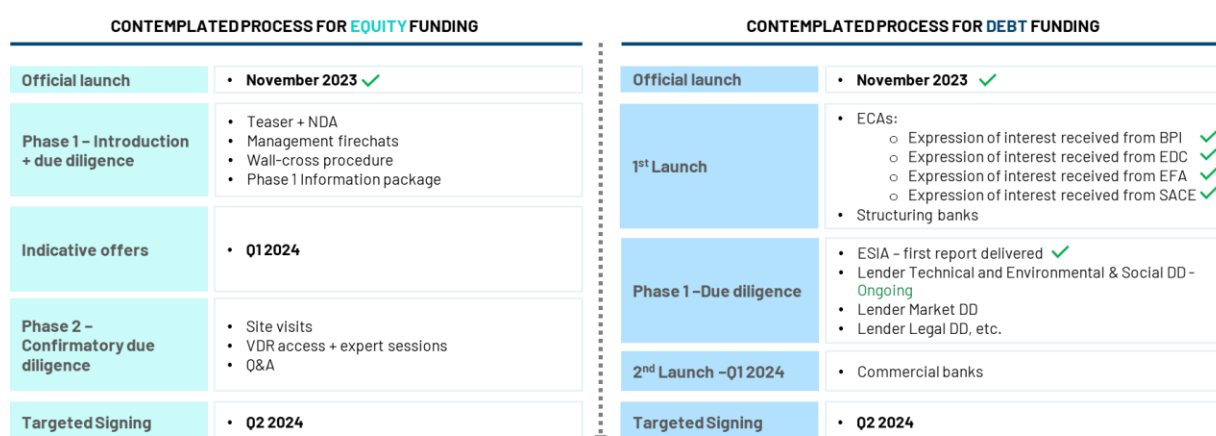 CONTEMPLATED PROCESS FOR EQUITY FUNDING
Official launch
• November 2023 ✓
Phase 1 – Introduction
+ due diligence
• Teaser + NDA
• Management firechats
• Wall-cross procedure
• Phase 1 Information package
Indicative offers
• Q1 2024
Phase 2 –
Confirmatory due
diligence
• Site visits
• VDR access + expert sessions
• Q&A
Targeted Signing
• Q2 2024
CONTEMPLATED PROCESS FOR DEBT FUNDING
Official launch
• November 2023 ✓
1st Launch
• ECAs:
o Expression of interest received from BPI ✓
o Expression of interest received from EDC ✓
o Expression of interest received from EFA ✓
o Expression of interest received from SACE ✓
• Structuring banks
Phase 1 –Due diligence
• ESIA – first report delivered ✓
• Lender Technical and Environmental & Social DD -
Ongoing
• Lender Market DD
• Lender Legal DD, etc.
2nd Launch –Q1 2024
• Commercial banks
Targeted Signing
• Q2 2024